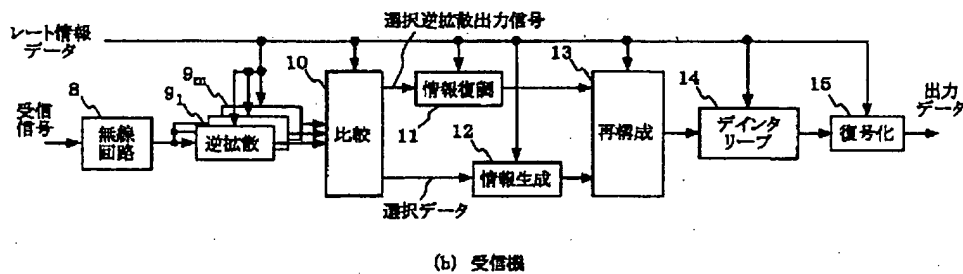 選択逆拡散出力信号
レート情報
データ
9m
9₁
10
13
14
15
8
受信
信号
無線
回路
逆拡散
比較
情報復調
11
12
情報生成
選択データ
再構成
デインタ
リーブ
復号化
出力
データ
(b) 受信機